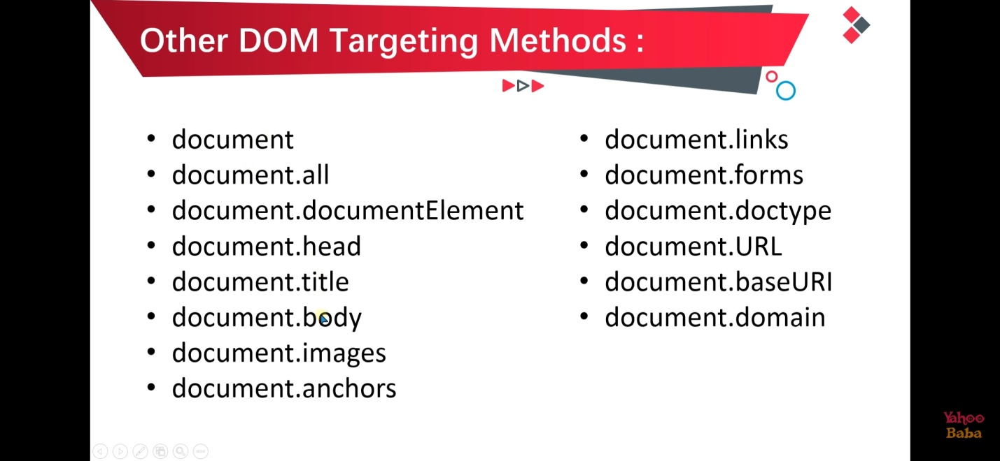 Other DOM Targeting Methods :
• document
• document.all
• document.documentElement
• document.head
• document.title
• document.body
• document.images
• document.anchors
• document.links
• document.forms
• document.doctype
• document.URL
• document.baseURI
• document.domain
Yahoo
Baba